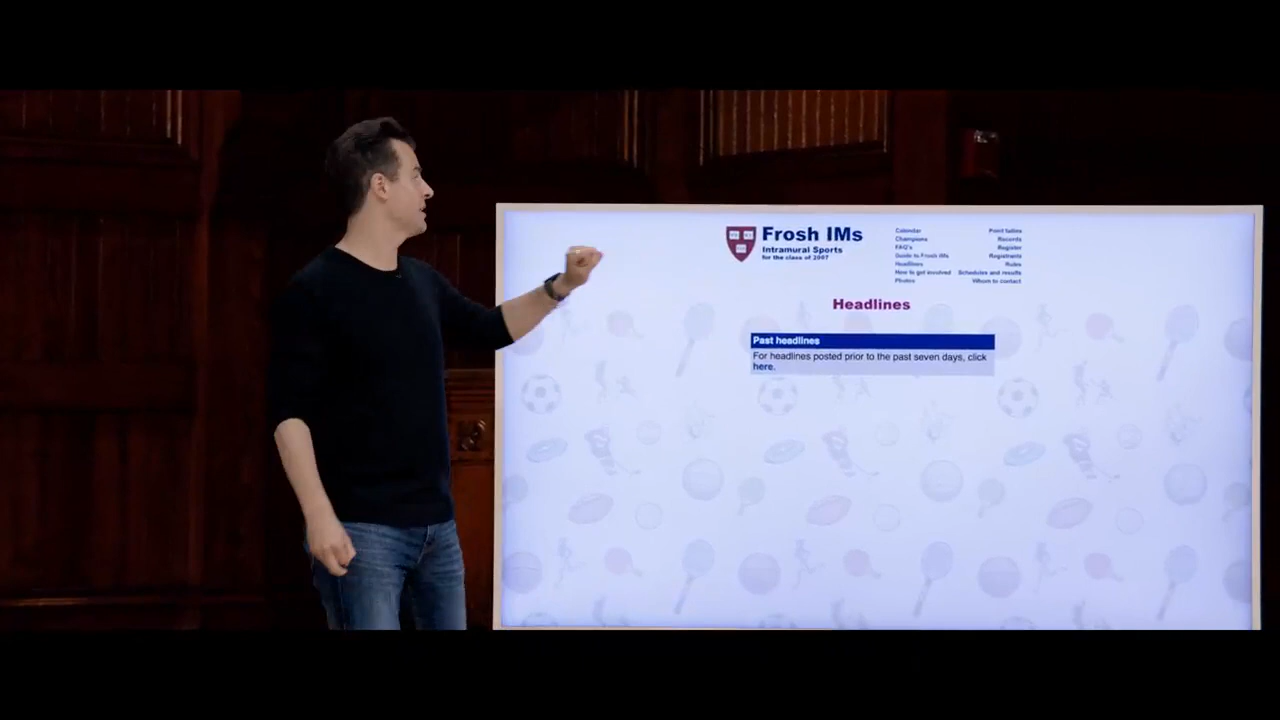 Frosh IMs
Intramural Sports
for the class of 2007
Calendar
Champions
FAQ's
Guide to Frosh IMs
Headlines
How to get involved
Photos
Point tallies
Records
Register
Registrants
Rules
Schedules and results
Whom to contact
Headlines
Past headlines
For headlines posted prior to the past seven days, click
here.